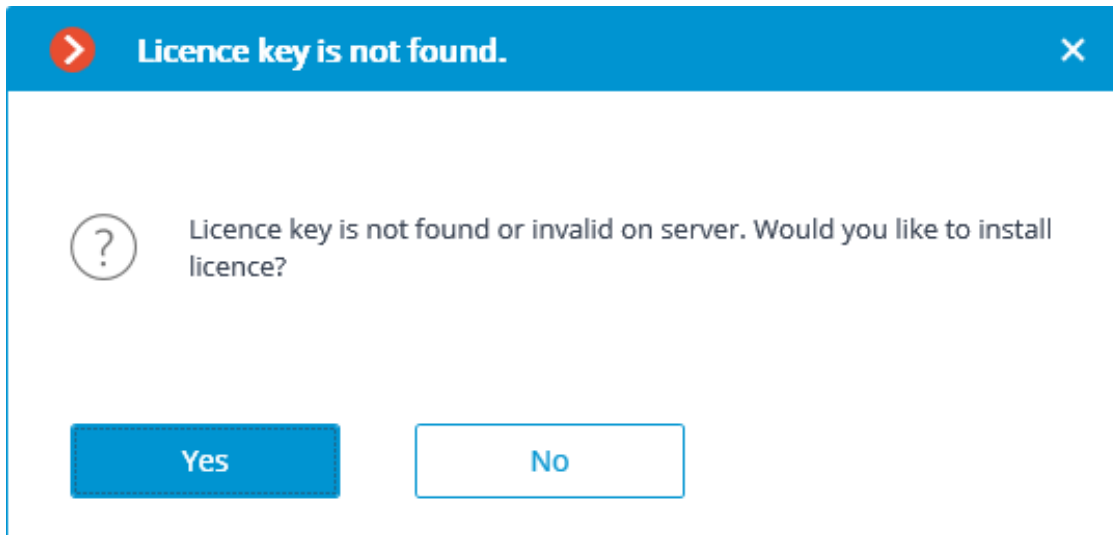 Licence key is not found.
Licence key is not found or invalid on server. Would you like to install
licence?
Yes
No